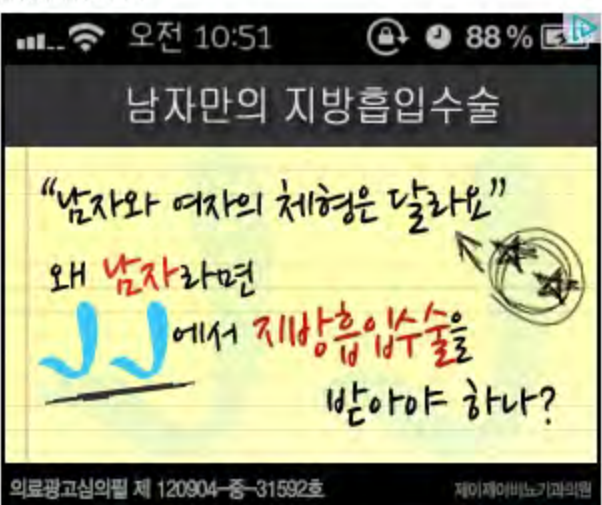 오전 10:51 88%
남자만의 지방흡입수술
“남자와 여자의 체형은 달라요”
왜 남자라면
JJ에서 지방흡입수술을
받아야 하나?
의료광고심의필 제 120904-중-31592호 제이제이비뇨기과의원